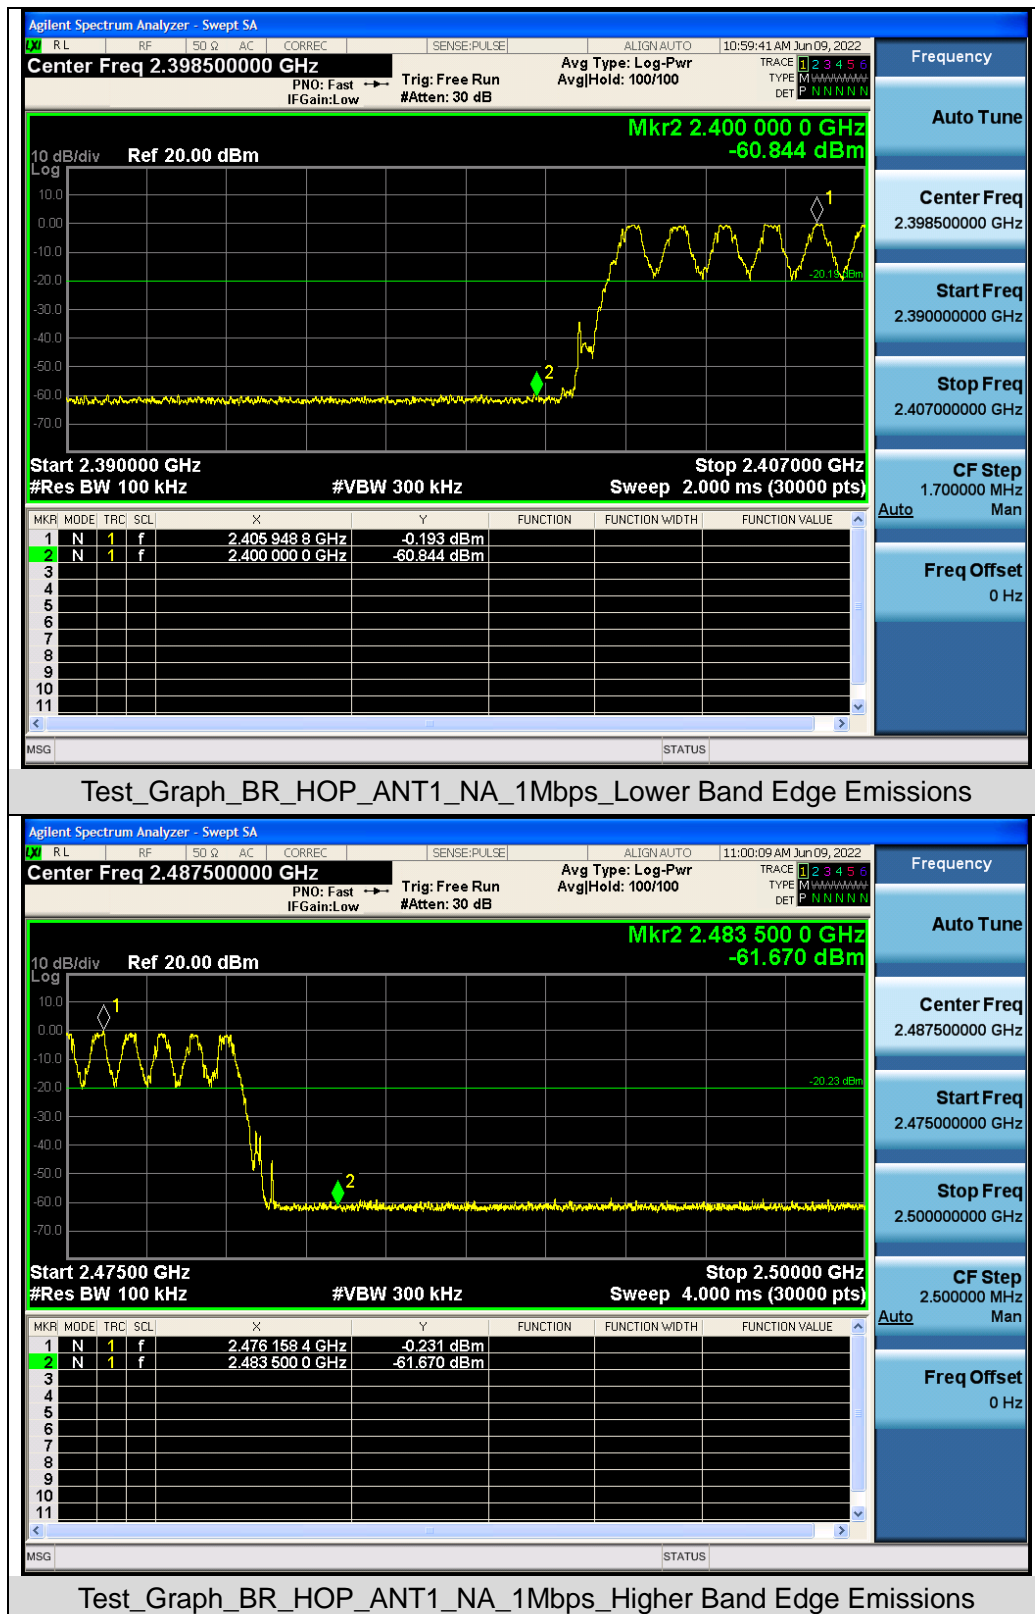 Agilent Spectrum Analyzer - Swept SA
LXI RL RF 50 Ω AC CORREC SENSE:PULSE ALIGN AUTO 10:59:41 AM Jun 09, 2022
Center Freq 2.398500000 GHz
PNO: Fast
IFGain:Low
Trig: Free Run
#Atten: 30 dB
Avg Type: Log-Pwr
Avg|Hold: 100/100
TRACE 1 2 3 4 5 6
TYPE M
DET P N N N N N
Mkr2 2.400 000 0 GHz
-60.844 dBm
10 dB/div Ref 20.00 dBm
Log
10.0
0.00
-10.0
-20.0
-30.0
-40.0
-50.0
-60.0
-70.0
1
2
-20.19 dBm
Start 2.390000 GHz Stop 2.407000 GHz
#Res BW 100 kHz #VBW 300 kHz Sweep 2.000 ms (30000 pts)
MKR MODE TRC SCL X Y FUNCTION FUNCTION WIDTH FUNCTION VALUE
1 N 1 f 2.405 948 8 GHz -0.193 dBm
2 N 1 f 2.400 000 0 GHz -60.844 dBm
3
4
5
6
7
8
9
10
11
MSG STATUS
Frequency
Auto Tune
Center Freq
2.398500000 GHz
Start Freq
2.390000000 GHz
Stop Freq
2.407000000 GHz
CF Step
1.700000 MHz
Auto Man
Freq Offset
0 Hz
Test_Graph_BR_HOP_ANT1_NA_1Mbps_Lower Band Edge Emissions
Agilent Spectrum Analyzer - Swept SA
LXI RL RF 50 Ω AC CORREC SENSE:PULSE ALIGN AUTO 11:00:09 AM Jun 09, 2022
Center Freq 2.487500000 GHz
PNO: Fast
IFGain:Low
Trig: Free Run
#Atten: 30 dB
Avg Type: Log-Pwr
Avg|Hold: 100/100
TRACE 1 2 3 4 5 6
TYPE M
DET P N N N N N
Mkr2 2.483 500 0 GHz
-61.670 dBm
10 dB/div Ref 20.00 dBm
Log
10.0
0.00
-10.0
-20.0
-30.0
-40.0
-50.0
-60.0
-70.0
1
2
-20.23 dBm
Start 2.47500 GHz Stop 2.50000 GHz
#Res BW 100 kHz #VBW 300 kHz Sweep 4.000 ms (30000 pts)
MKR MODE TRC SCL X Y FUNCTION FUNCTION WIDTH FUNCTION VALUE
1 N 1 f 2.476 158 4 GHz -0.231 dBm
2 N 1 f 2.483 500 0 GHz -61.670 dBm
3
4
5
6
7
8
9
10
11
MSG STATUS
Frequency
Auto Tune
Center Freq
2.487500000 GHz
Start Freq
2.475000000 GHz
Stop Freq
2.500000000 GHz
CF Step
2.500000 MHz
Auto Man
Freq Offset
0 Hz
Test_Graph_BR_HOP_ANT1_NA_1Mbps_Higher Band Edge Emissions